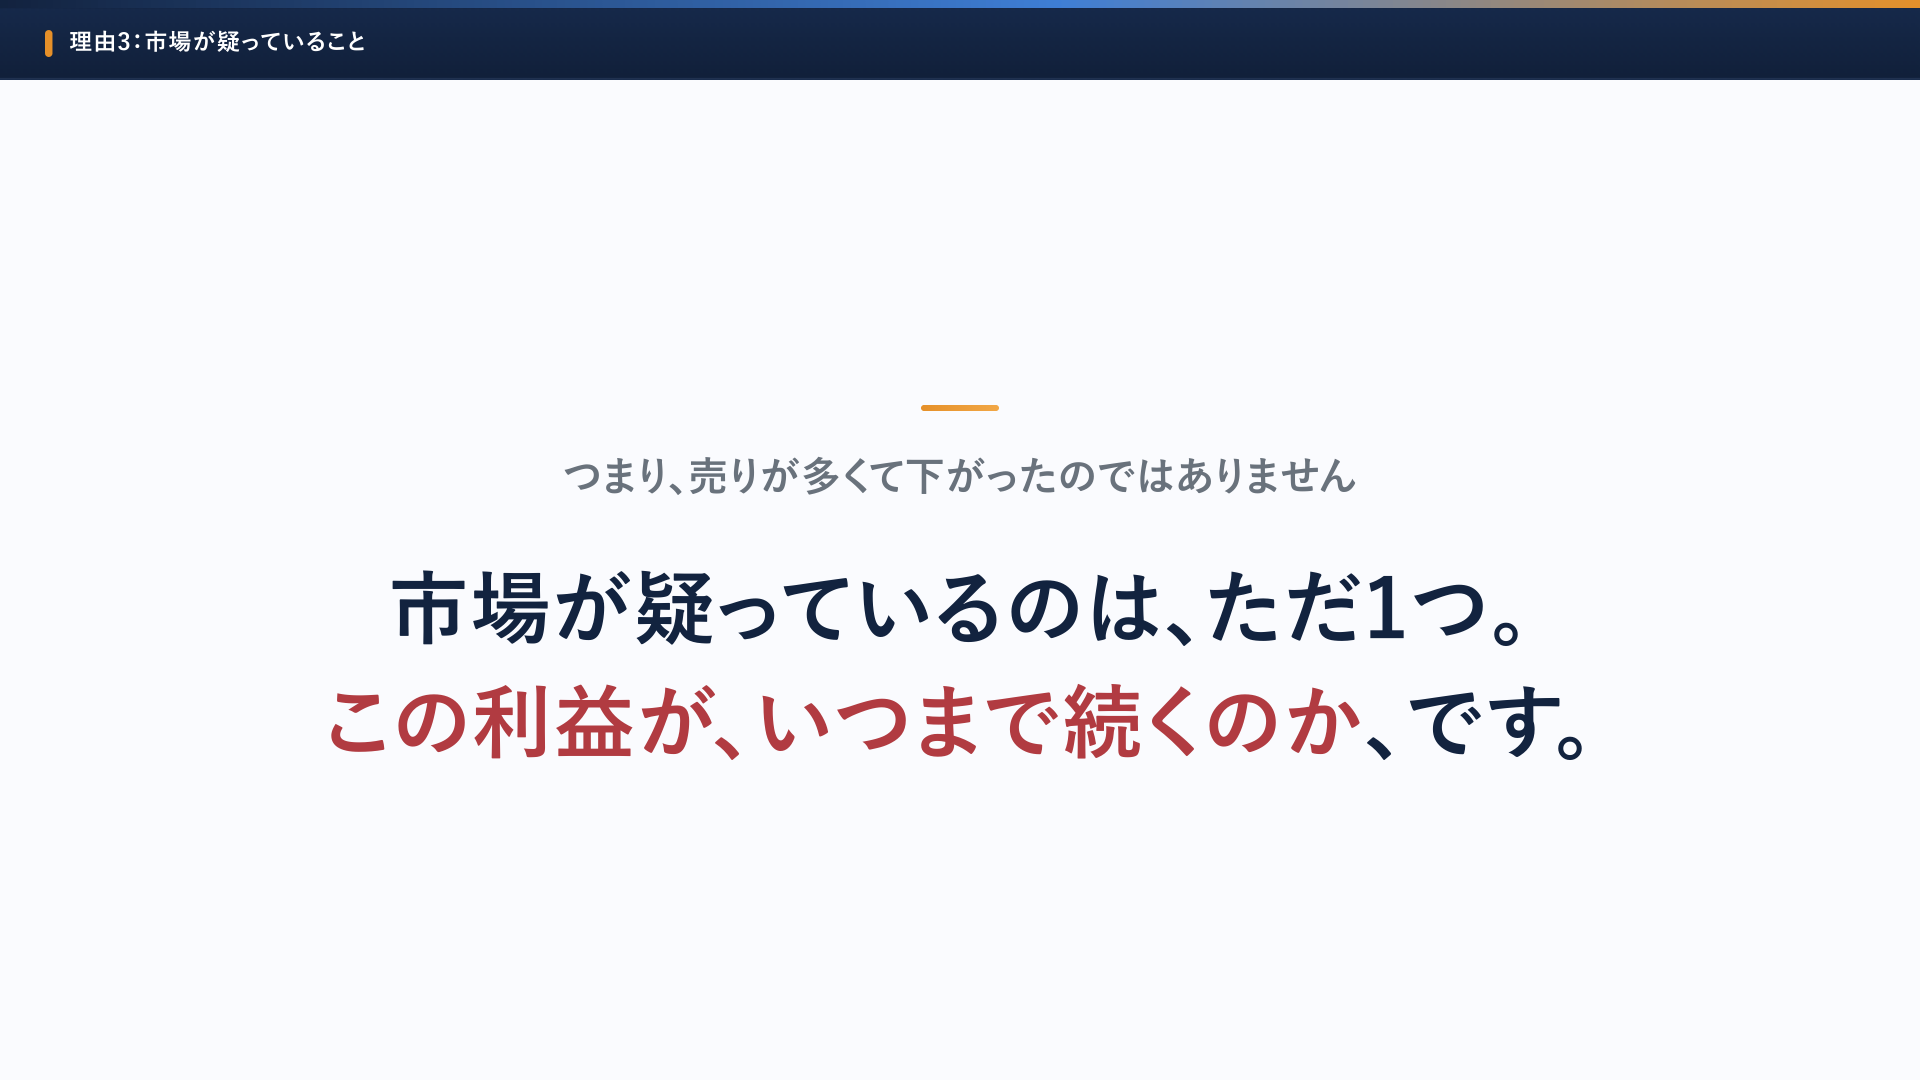 理由3：市場が疑っていること
つまり、売りが多くて下がったのではありません
市場が疑っているのは、ただ1つ。
この利益が、いつまで続くのか、です。